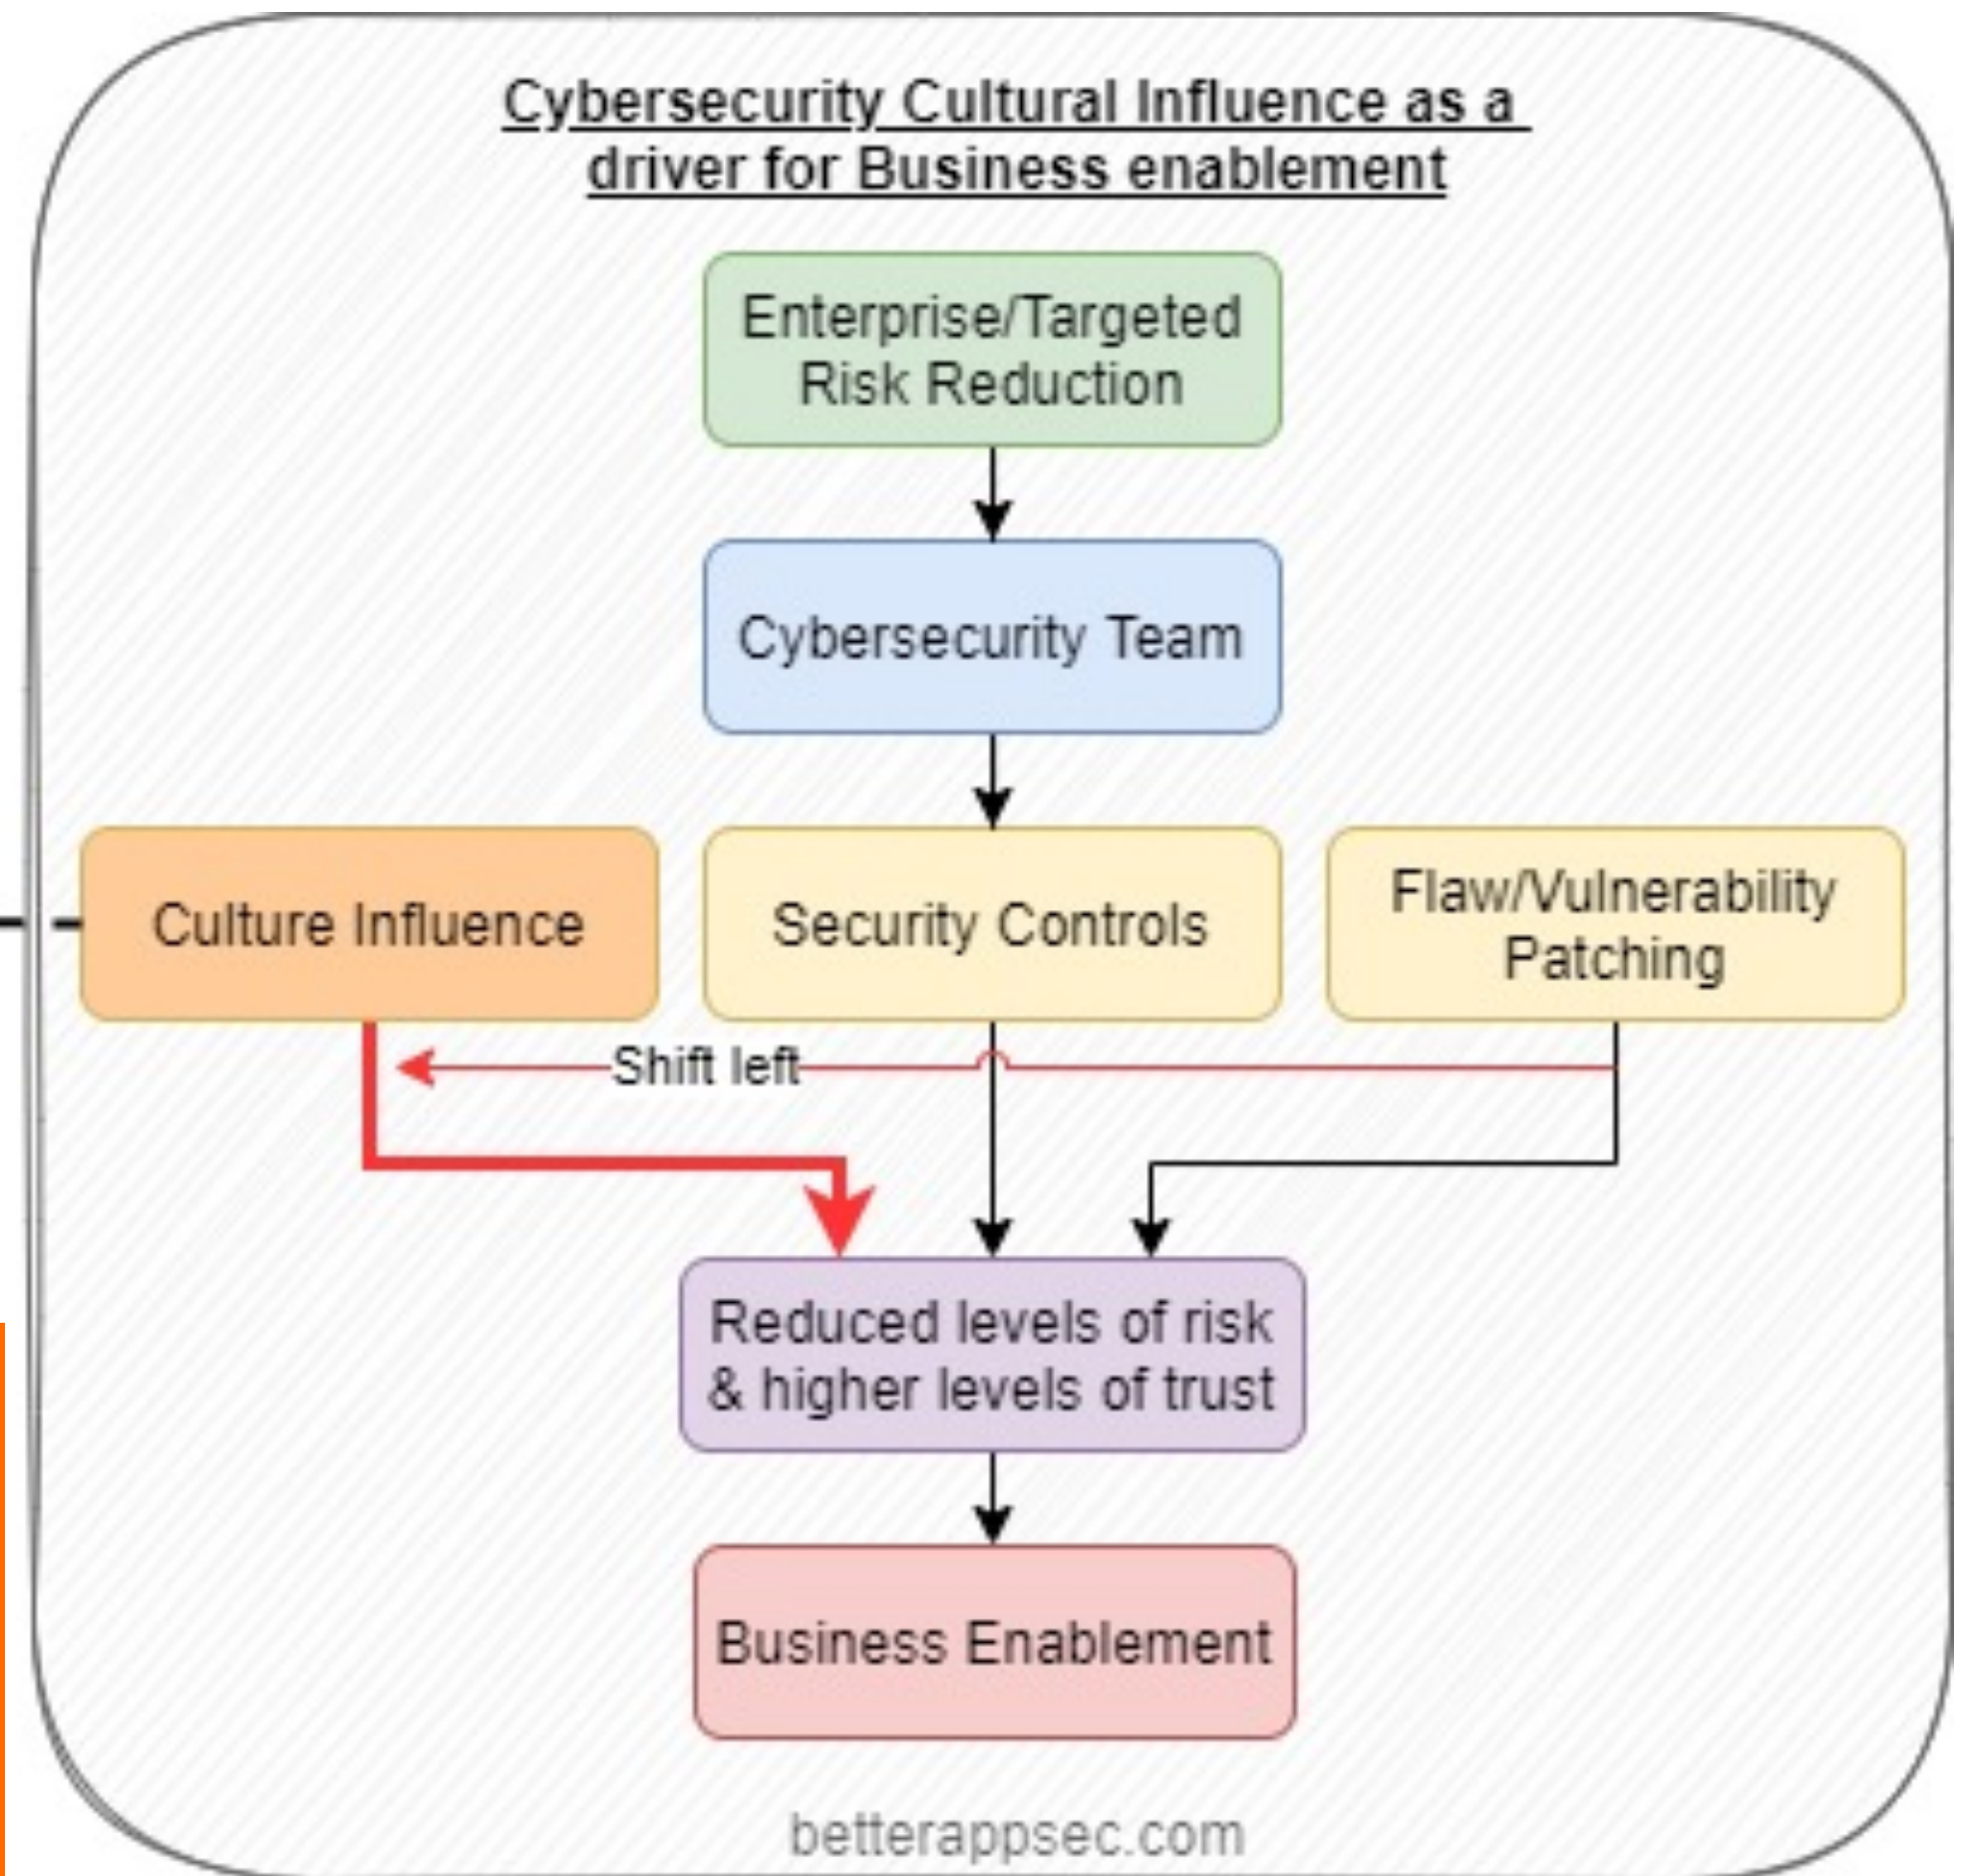 Cybersecurity Cultural Influence as a
driver for Business enablement
Enterprise/Targeted
Risk Reduction
Cybersecurity Team
Culture Influence
Security Controls
Flaw/Vulnerability
Patching
Shift left
Reduced levels of risk
& higher levels of trust
Business Enablement
betterappsec.com